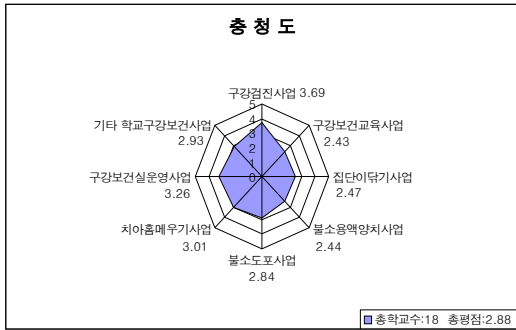 충 청 도
구강검진사업 3.69
구강보건교육사업
2.43
집단이닦기사업
2.47
불소용액양치사업
2.44
불소도포사업
2.84
치아홈메우기사업
3.01
구강보건실운영사업
3.26
기타 학교구강보건사업
2.93
5
4
3
2
1
0
총학교수:18 총평점:2.88